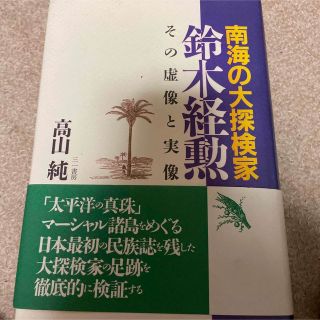 南海の大探検家
鈴木経勲
その虚像と実像
高山 純
三一書房
「太平洋の真珠」
マーシャル諸島をめぐる
日本最初の民族誌を残した
大探検家の足跡を
徹底的に検証する